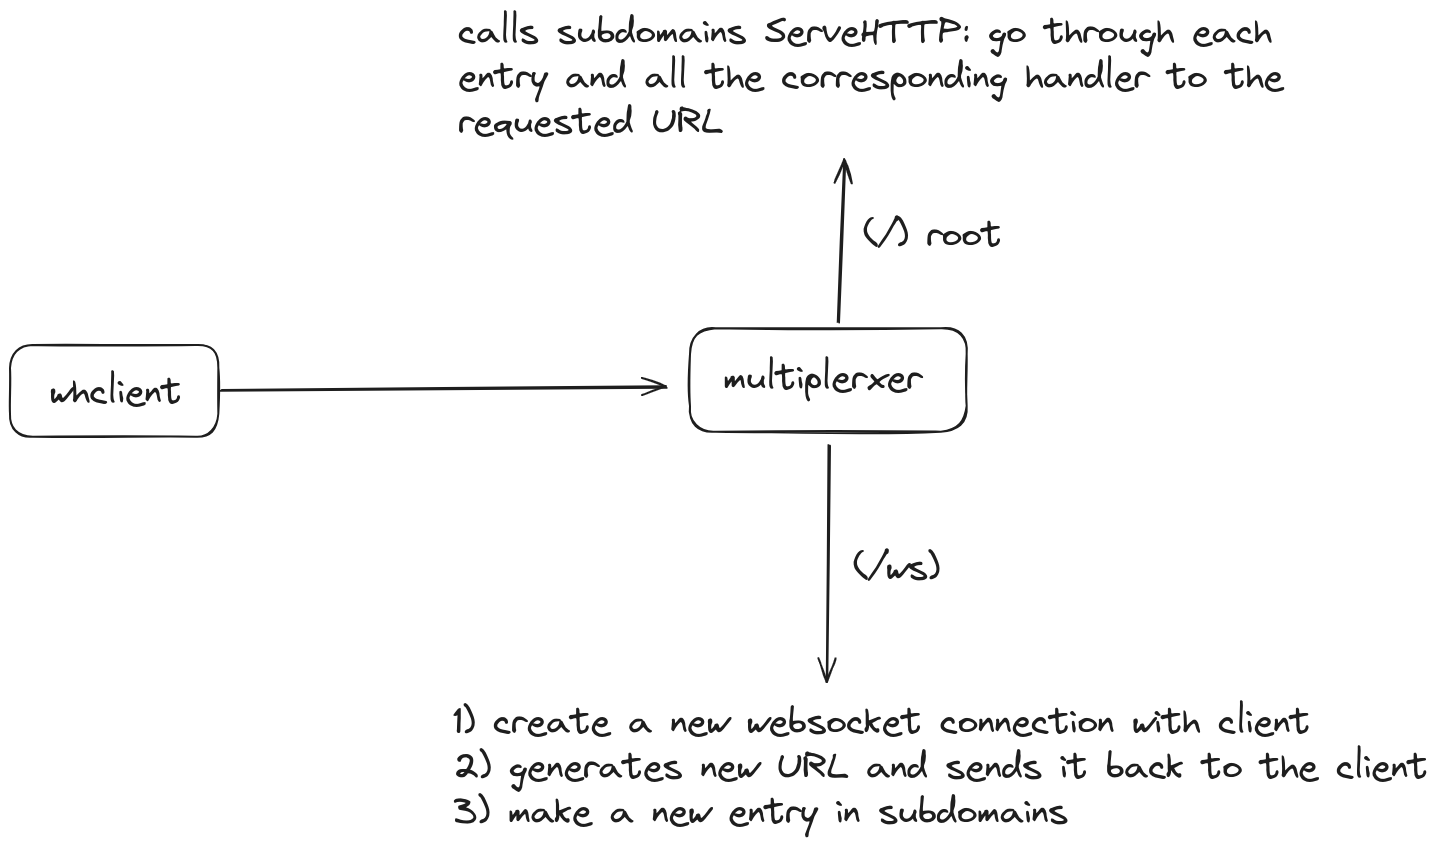 calls subdomains ServeHTTP: go through each
entry and all the corresponding handler to the
requested URL
(/) root
whclient
multiplerxer
(/ws)
1) create a new websocket connection with client
2) generates new URL and sends it back to the client
3) make a new entry in subdomains